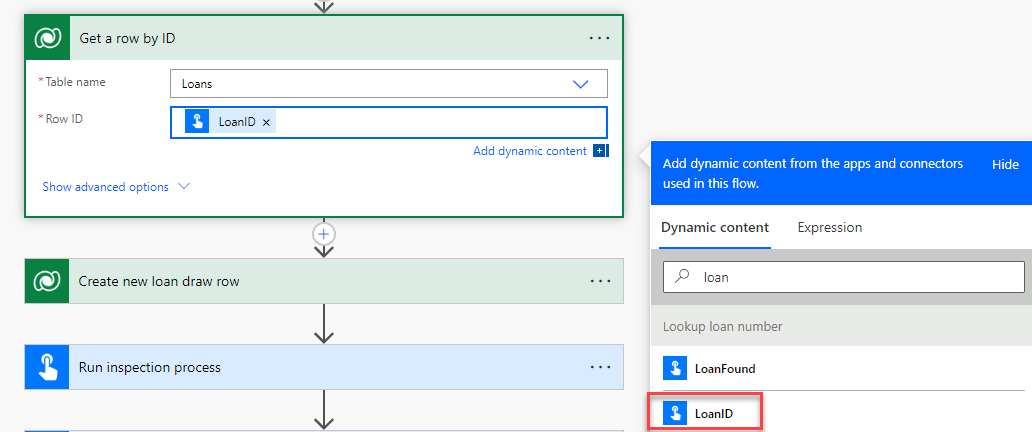 Get a row by ID
* Table name
Loans
* Row ID
LoanID ×
Add dynamic content
Show advanced options
Create new loan draw row
Run inspection process
Add dynamic content from the apps and connectors
used in this flow.
Hide
Dynamic content
Expression
loan
Lookup loan number
LoanFound
LoanID